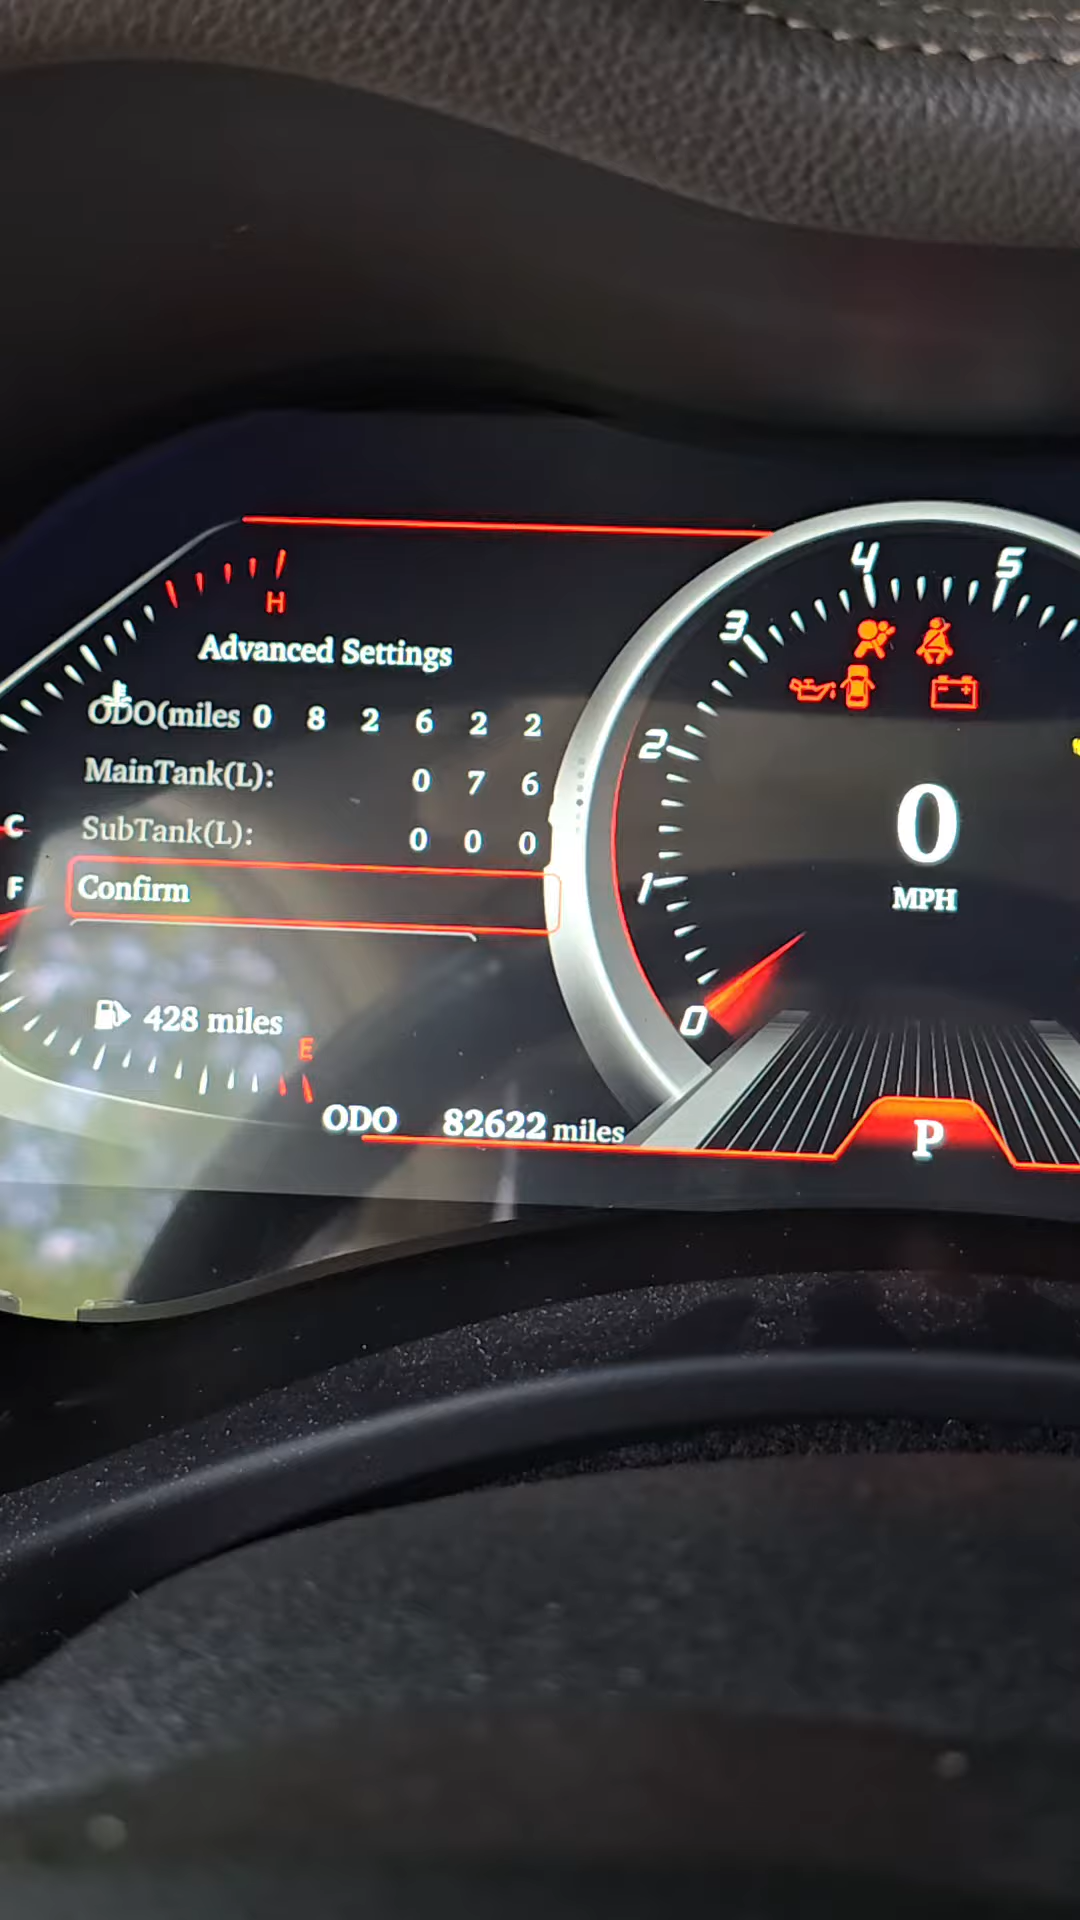 H
Advanced Settings
ODO(miles 0 8 2 6 2 2
MainTank(L): 0 7 6
SubTank(L): 0 0 0
C
F
Confirm
428 miles
E
ODO 82622 miles
4
5
3
2
1
0
0
MPH
P